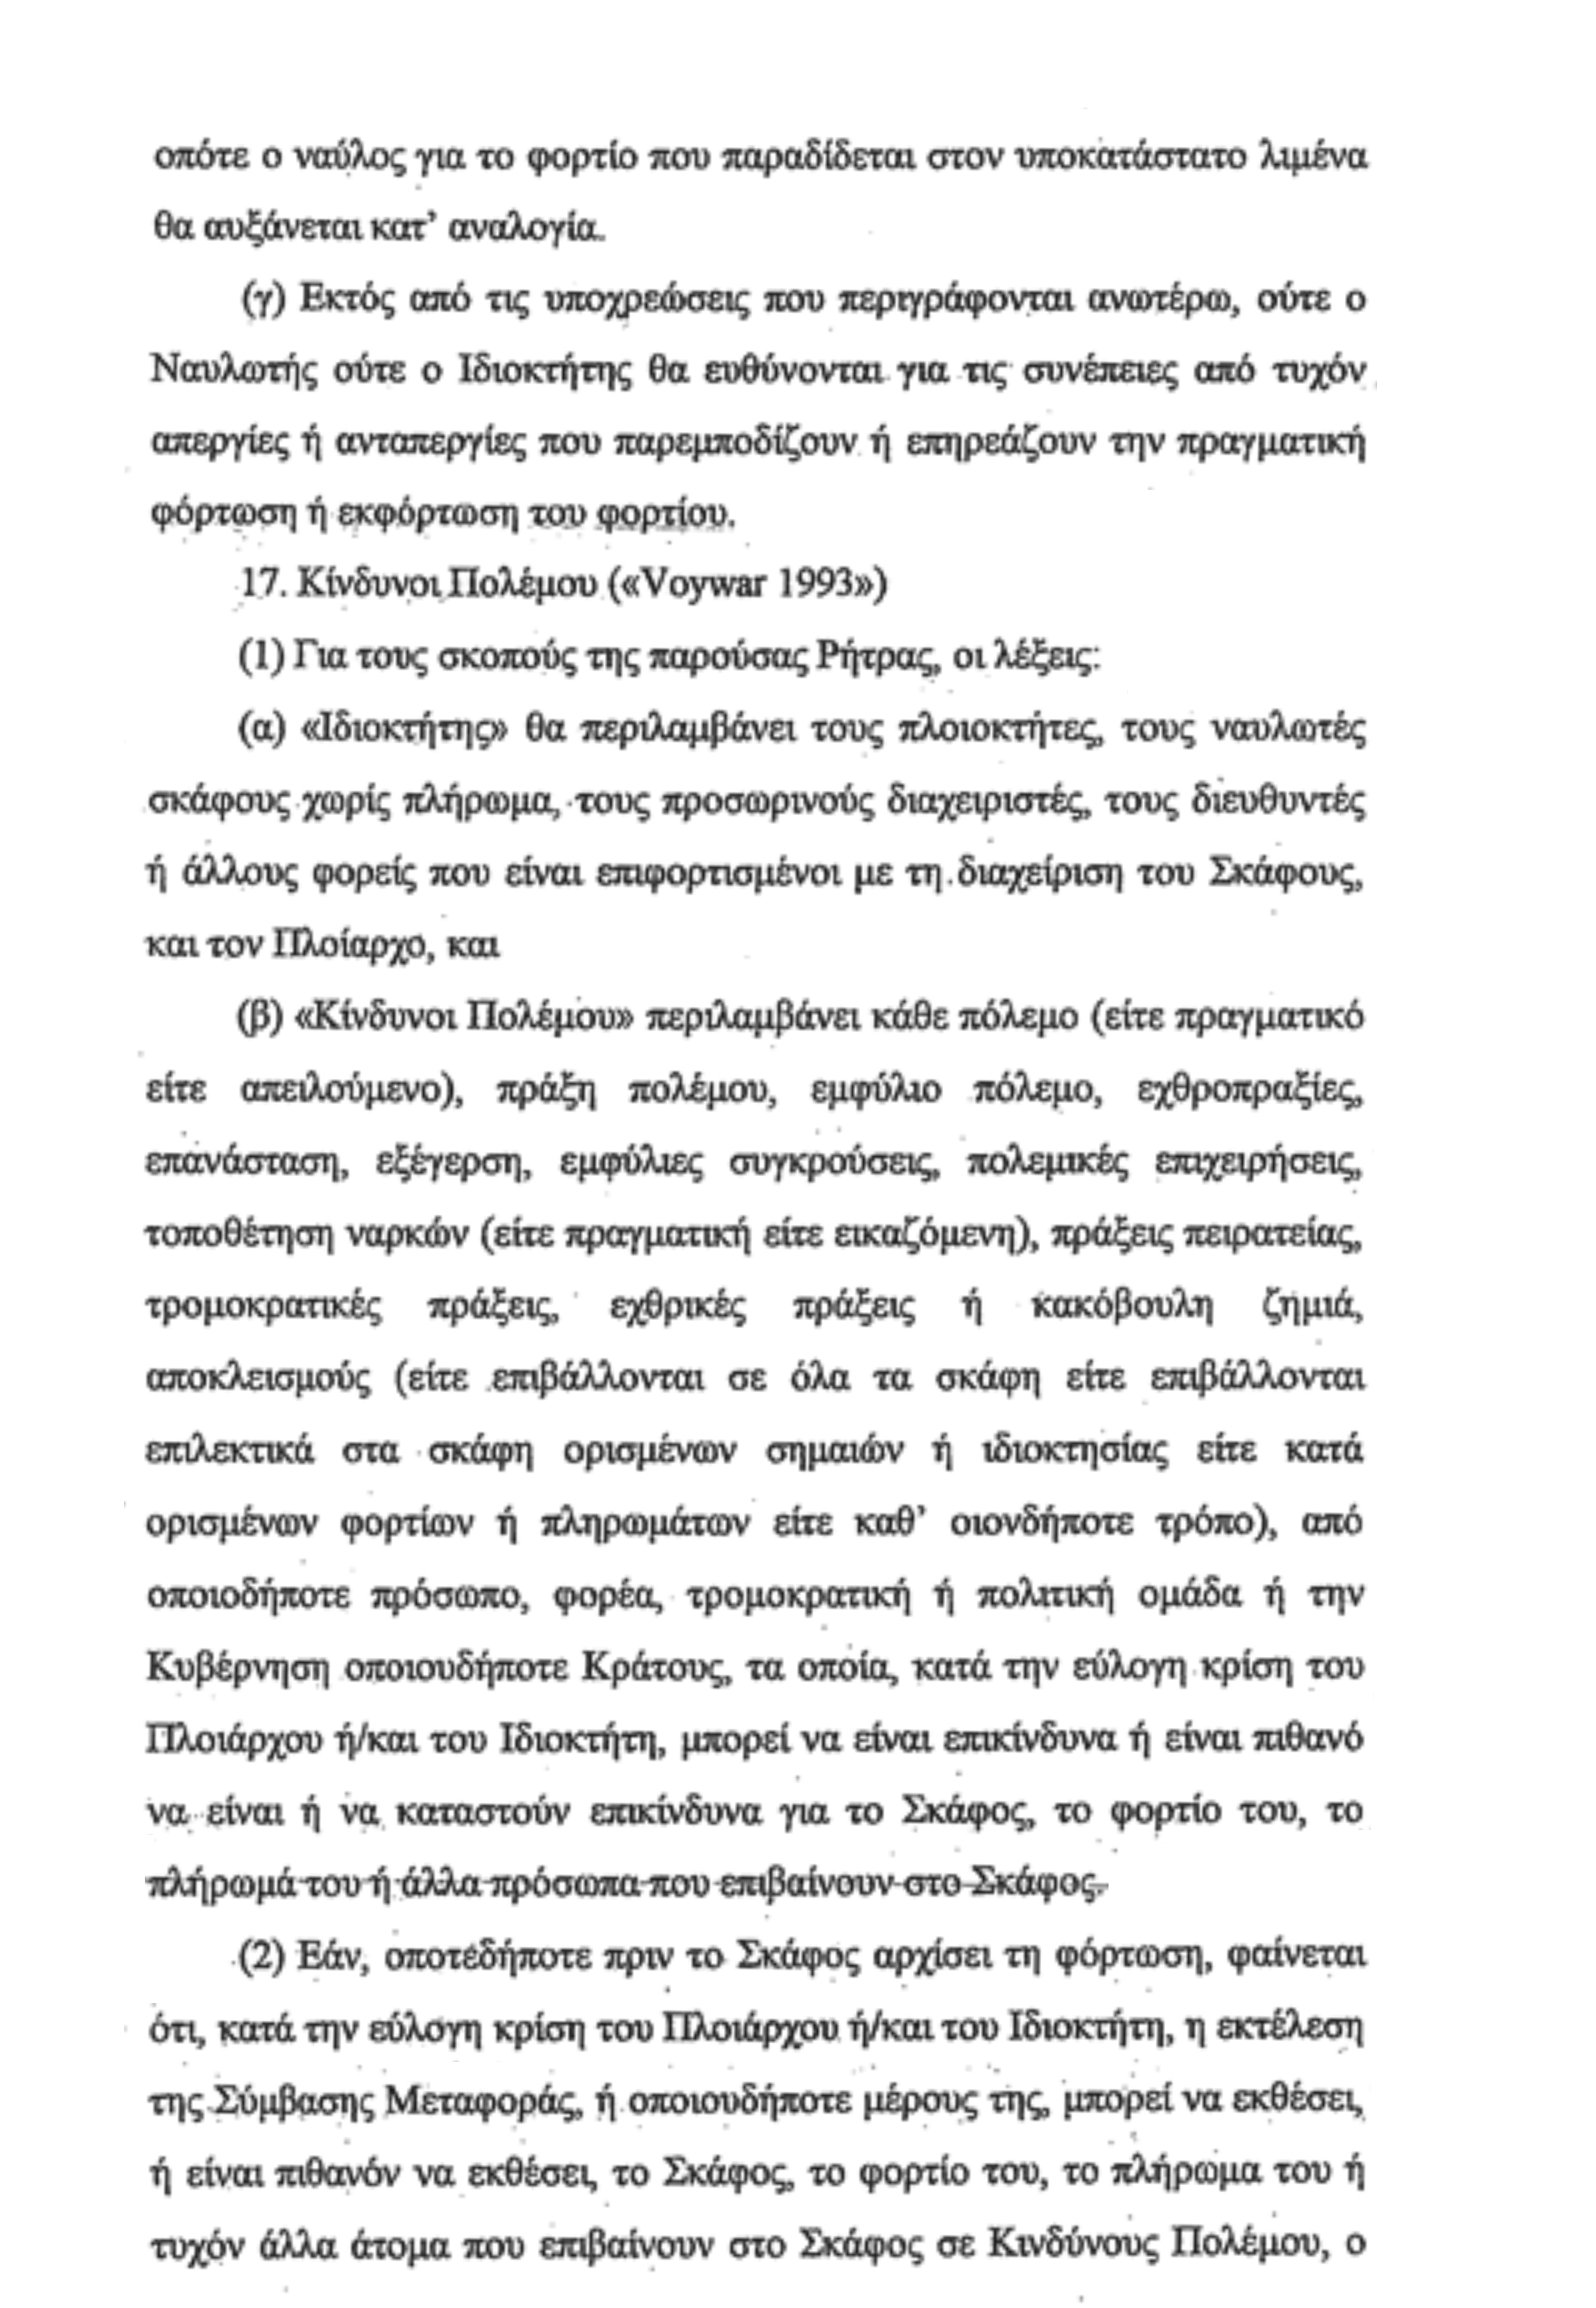 οπότε ο ναύλος για το φορτίο που παραδίδεται στον υποκατάστατο λιμένα
θα αυξάνεται κατ’ αναλογία.
(γ) Εκτός από τις υποχρεώσεις που περιγράφονται ανωτέρω, ούτε ο
Ναυλωτής ούτε ο Ιδιοκτήτης θα ευθύνονται για τις συνέπειες από τυχόν
απεργίες ή ανταπεργίες που παρεμποδίζουν ή επηρεάζουν την πραγματική
φόρτωση ή εκφόρτωση του φορτίου.
17. Κίνδυνοι Πολέμου («Voywar 1993»)
(1) Για τους σκοπούς της παρούσας Ρήτρας, οι λέξεις:
(α) «Ιδιοκτήτης» θα περιλαμβάνει τους πλοιοκτήτες, τους ναυλωτές
σκάφους χωρίς πλήρωμα, τους προσωρινούς διαχειριστές, τους διευθυντές
ή άλλους φορείς που είναι επιφορτισμένοι με τη διαχείριση του Σκάφους,
και τον Πλοίαρχο, και
(β) «Κίνδυνοι Πολέμου» περιλαμβάνει κάθε πόλεμο (είτε πραγματικό
είτε απειλούμενο), πράξη πολέμου, εμφύλιο πόλεμο, εχθροπραξίες,
επανάσταση, εξέγερση, εμφύλιες συγκρούσεις, πολεμικές επιχειρήσεις,
τοποθέτηση ναρκών (είτε πραγματική είτε εικαζόμενη), πράξεις πειρατείας,
τρομοκρατικές πράξεις, εχθρικές πράξεις ή κακόβουλη ζημιά,
αποκλεισμούς (είτε επιβάλλονται σε όλα τα σκάφη είτε επιβάλλονται
επιλεκτικά στα σκάφη ορισμένων σημαιών ή ιδιοκτησίας είτε κατά
ορισμένων φορτίων ή πληρωμάτων είτε καθ’ οιονδήποτε τρόπο), από
οποιοδήποτε πρόσωπο, φορέα, τρομοκρατική ή πολιτική ομάδα ή την
Κυβέρνηση οποιουδήποτε Κράτους, τα οποία, κατά την εύλογη κρίση του
Πλοιάρχου ή/και του Ιδιοκτήτη, μπορεί να είναι επικίνδυνα ή είναι πιθανό
να είναι ή να καταστούν επικίνδυνα για το Σκάφος, το φορτίο του, το
πλήρωμά του ή άλλα πρόσωπα που επιβαίνουν στο Σκάφος.
(2) Εάν, οποτεδήποτε πριν το Σκάφος αρχίσει τη φόρτωση, φαίνεται
ότι, κατά την εύλογη κρίση του Πλοιάρχου ή/και του Ιδιοκτήτη, η εκτέλεση
της Σύμβασης Μεταφοράς, ή οποιουδήποτε μέρους της, μπορεί να εκθέσει,
ή είναι πιθανόν να εκθέσει, το Σκάφος, το φορτίο του, το πλήρωμα του ή
τυχόν άλλα άτομα που επιβαίνουν στο Σκάφος σε Κινδύνους Πολέμου, ο